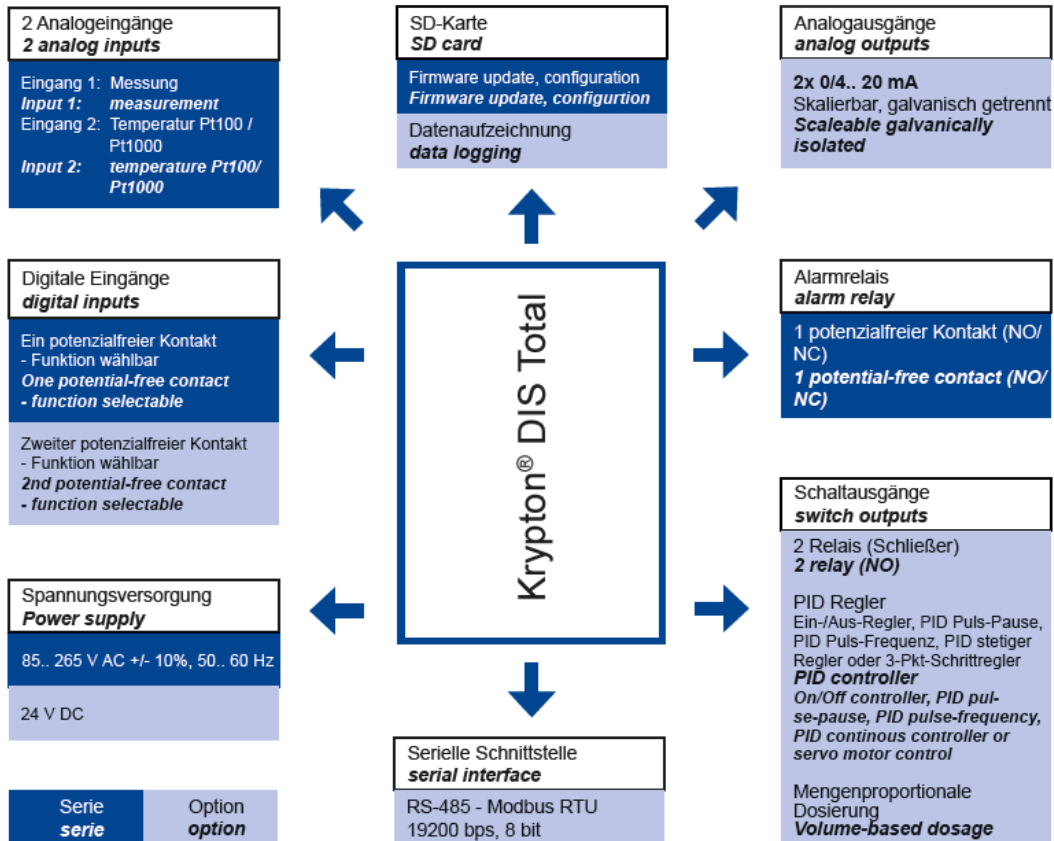 2 Analogeingänge
2 analog inputs
Eingang 1: Messung
Input 1: measurement
Eingang 2: Temperatur Pt100 /
Pt1000
Input 2: temperature Pt100/
Pt1000
SD-Karte
SD card
Firmware update, configuration
Firmware update, configurtion
Datenaufzeichnung
data logging
Analogausgänge
analog outputs
2x 0/4.. 20 mA
Skalierbar, galvanisch getrennt
Scaleable galvanically
isolated
Digitale Eingänge
digital inputs
Ein potenzialfreier Kontakt
- Funktion wählbar
One potential-free contact
- function selectable
Zweiter potenzialfreier Kontakt
- Funktion wählbar
2nd potential-free contact
- function selectable
Krypton® DIS Total
Alarmrelais
alarm relay
1 potenzialfreier Kontakt (NO/
NC)
1 potential-free contact (NO/
NC)
Spannungsversorgung
Power supply
85.. 265 V AC +/- 10%, 50.. 60 Hz
24 V DC
Schaltausgänge
switch outputs
2 Relais (Schließer)
2 relay (NO)
PID Regler
Ein-/Aus-Regler, PID Puls-Pause,
PID Puls-Frequenz, PID stetiger
Regler oder 3-Pkt-Schrittregler
PID controller
On/Off controller, PID pul-
se-pause, PID pulse-frequency,
PID continous controller or
servo motor control
Mengenproportionale
Dosierung
Volume-based dosage
Serielle Schnittstelle
serial interface
RS-485 - Modbus RTU
19200 bps, 8 bit
Serie
serie
Option
option